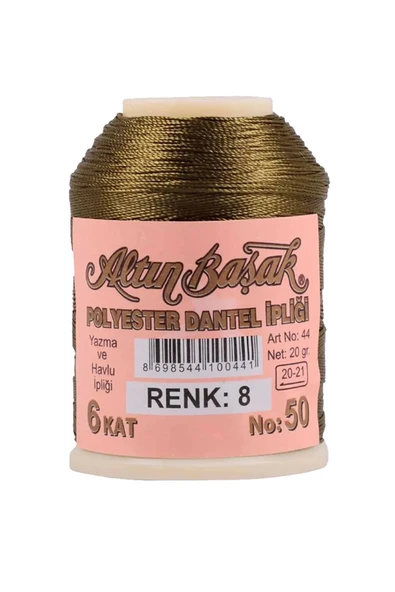 Altın Başak
POLYESTER DANTEL İPLİĞİ
Yazma
ve
Havlu
İpliği
8 698544 100441
Art No: 44
Net: 20 gr.
20-21
RENK: 8
6 KAT
No: 50